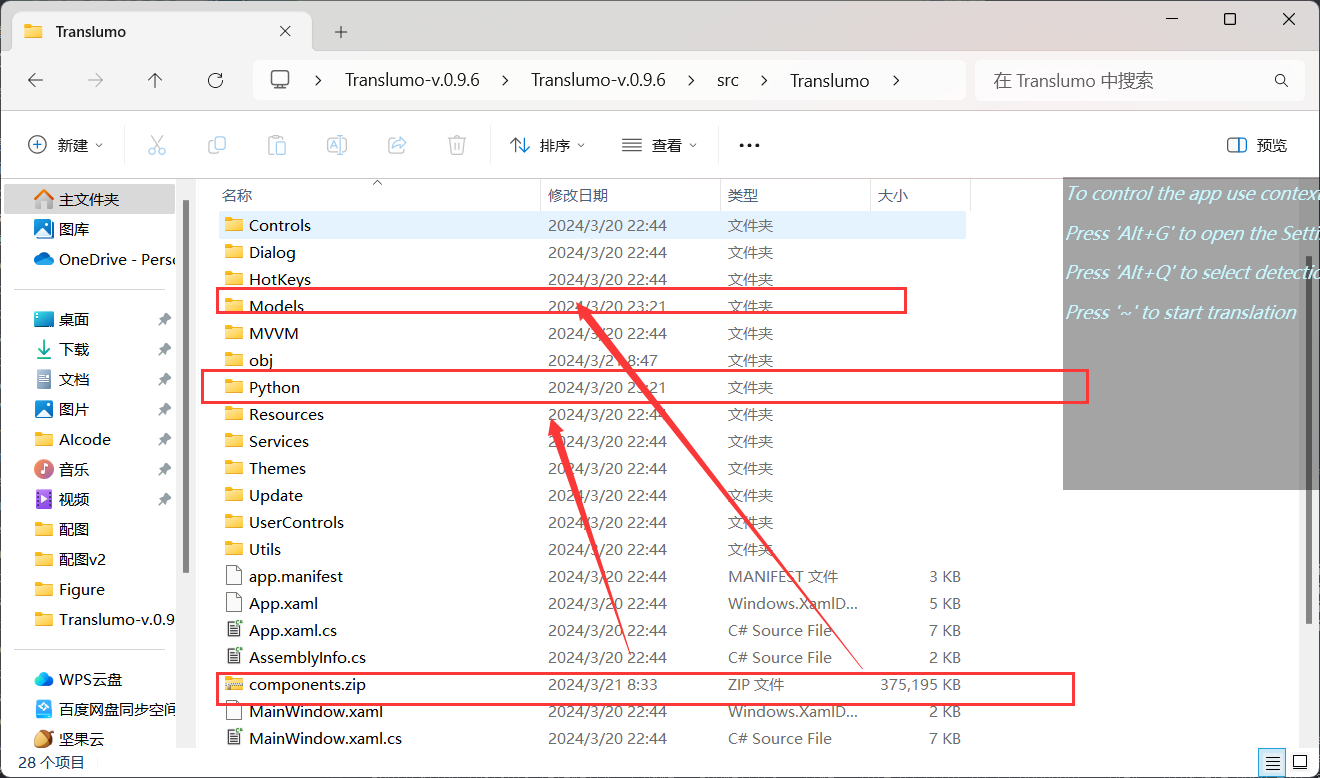 Translumo
Translumo-v.0.9.6
Translumo-v.0.9.6
src
Translumo
在 Translumo 中搜索
新建
排序
查看
预览
主文件夹
图库
OneDrive - Perso
桌面
下载
文档
图片
AIcode
音乐
视频
配图
配图v2
Figure
Translumo-v.0.9
WPS云盘
百度网盘同步空间
坚果云
名称 修改日期 类型 大小
Controls 2024/3/20 22:44 文件夹
Dialog 2024/3/20 22:44 文件夹
HotKeys 2024/3/20 22:44 文件夹
Models 2024/3/20 23:21 文件夹
MVVM 2024/3/20 22:44 文件夹
obj 2024/3/21 8:47 文件夹
Python 2024/3/20 23:21 文件夹
Resources 2024/3/20 22:44 文件夹
Services 2024/3/20 22:44 文件夹
Themes 2024/3/20 22:44 文件夹
Update 2024/3/20 22:44 文件夹
UserControls 2024/3/20 22:44 文件夹
Utils 2024/3/20 22:44 文件夹
app.manifest 2024/3/20 22:44 MANIFEST 文件 3 KB
App.xaml 2024/3/20 22:44 Windows.XamlD... 5 KB
App.xaml.cs 2024/3/20 22:44 C# Source File 7 KB
AssemblyInfo.cs 2024/3/20 22:44 C# Source File 2 KB
components.zip 2024/3/21 8:33 ZIP 文件 375,195 KB
MainWindow.xaml 2024/3/20 22:44 Windows.XamlD... 2 KB
MainWindow.xaml.cs 2024/3/20 22:44 C# Source File 7 KB
To control the app use context
Press 'Alt+G' to open the Setti
Press 'Alt+Q' to select detectio
Press '~' to start translation
28 个项目